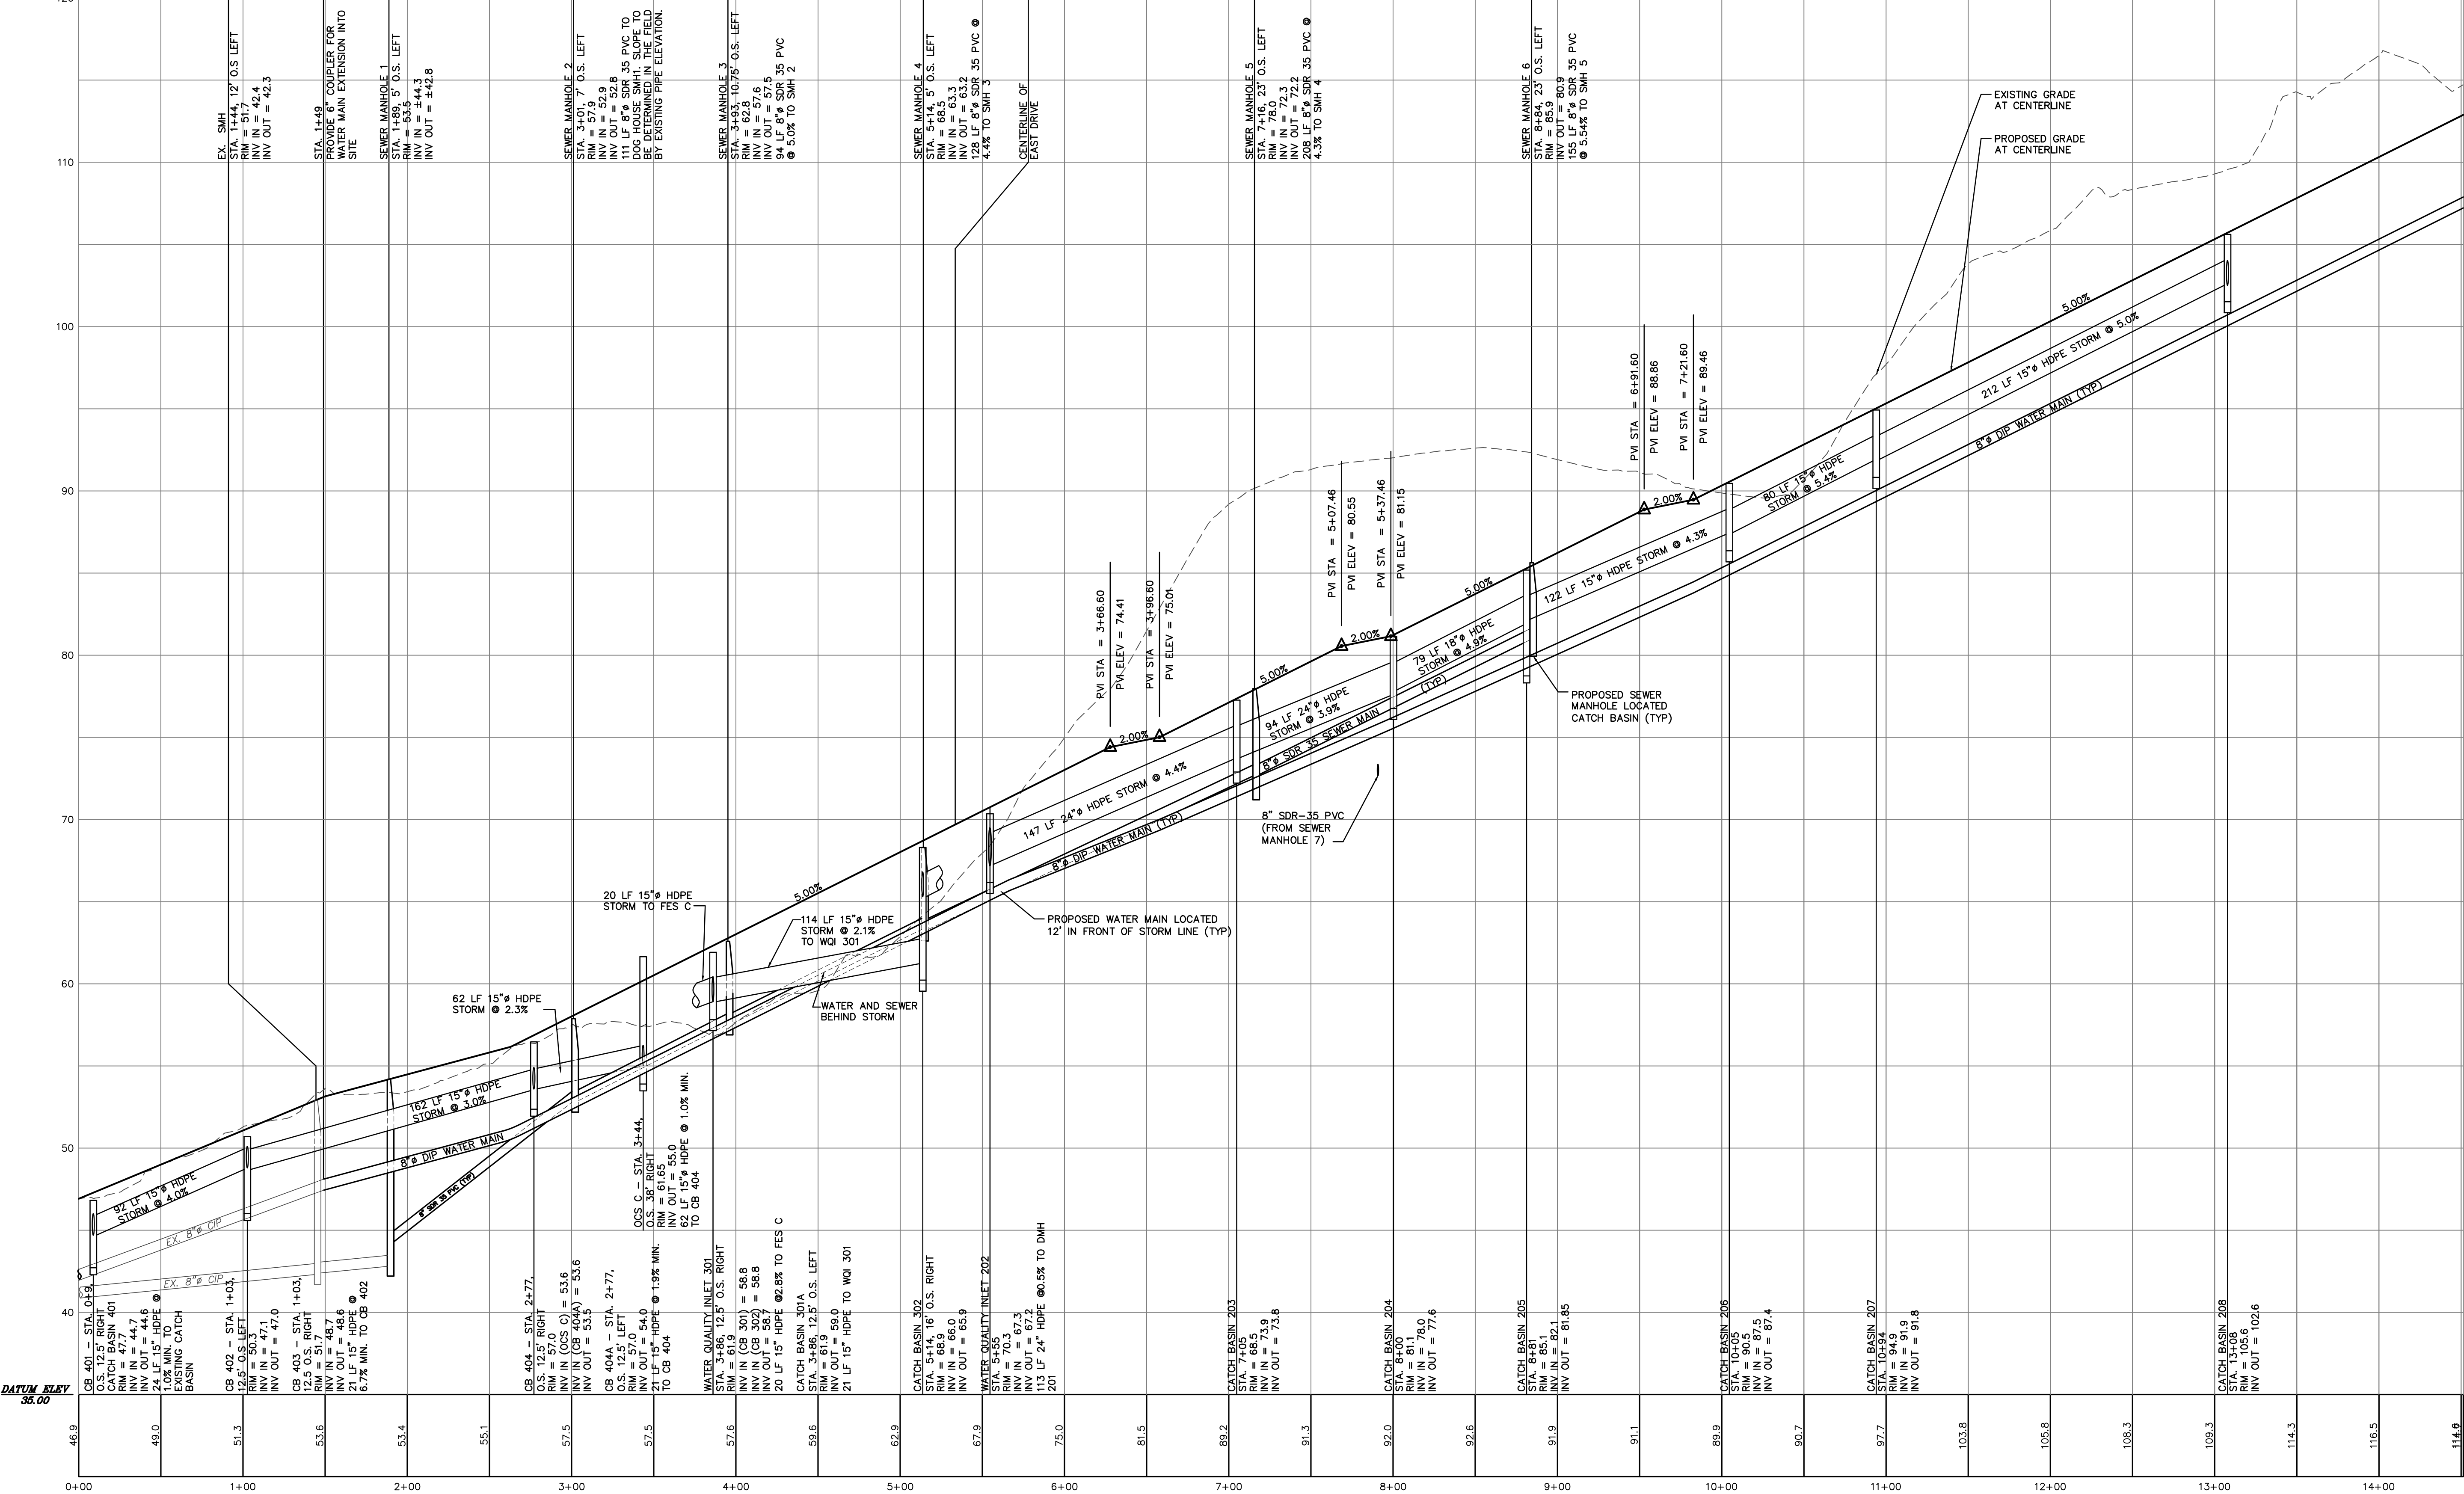 120
110
100
90
80
70
60
50
40
DATUM ELEV
35.00
EX. SMH
STA. 1+44, 12' O.S LEFT
RIM = 51.7
INV IN = 42.4
INV OUT = 42.3
STA. 1+49
PROVIDE 6" COUPLER FOR
WATER MAIN EXTENSION INTO
SITE
SEWER MANHOLE 1
STA. 1+89, 5' O.S. LEFT
RIM = 53.5
INV IN = ±44.3
INV OUT = ±42.8
SEWER MANHOLE 2
STA. 3+01, 7' O.S. LEFT
RIM = 57.9
INV IN = 52.9
INV OUT = 52.8
111 LF 8"ø SDR 35 PVC TO
DOG HOUSE SMH1. SLOPE TO
BE DETERMINED IN THE FIELD
BY EXISTING PIPE ELEVATION.
SEWER MANHOLE 3
STA. 3+93, 10.75' O.S. LEFT
RIM = 62.8
INV IN = 57.6
INV OUT = 57.5
94 LF 8"ø SDR 35 PVC
@ 5.0% TO SMH 2
SEWER MANHOLE 4
STA. 5+14, 5' O.S. LEFT
RIM = 68.5
INV IN = 63.3
INV OUT = 63.2
128 LF 8"ø SDR 35 PVC @
4.4% TO SMH 3
CENTERLINE OF
EAST DRIVE
SEWER MANHOLE 5
STA. 7+16, 23' O.S. LEFT
RIM = 78.0
INV IN = 72.3
INV OUT = 72.2
208 LF 8"ø SDR 35 PVC @
4.3% TO SMH 4
SEWER MANHOLE 6
STA. 8+84, 23' O.S. LEFT
RIM = 85.9
INV OUT = 80.9
155 LF 8"ø SDR 35 PVC
@ 5.54% TO SMH 5
EXISTING GRADE
AT CENTERLINE
PROPOSED GRADE
AT CENTERLINE
PVI STA = 3+66.60
PVI ELEV = 74.41
PVI STA = 3+96.60
PVI ELEV = 75.01
PVI STA = 5+07.46
PVI ELEV = 80.55
PVI STA = 5+37.46
PVI ELEV = 81.15
PVI STA = 6+91.60
PVI ELEV = 88.86
PVI STA = 7+21.60
PVI ELEV = 89.46
5.00%
2.00%
5.00%
2.00%
5.00%
2.00%
5.00%
212 LF 15"ø HDPE STORM @ 5.0%
8"ø DIP WATER MAIN (TYP)
80 LF 15"ø HDPE
STORM @ 5.4%
122 LF 15"ø HDPE STORM @ 4.3%
79 LF 18"ø HDPE
STORM @ 4.9%
(TYP)
94 LF 24"ø HDPE
STORM @ 3.9%
8"ø SDR 35 SEWER MAIN
147 LF 24"ø HDPE STORM @ 4.4%
8"ø DIP WATER MAIN (TYP)
PROPOSED SEWER
MANHOLE LOCATED
CATCH BASIN (TYP)
8" SDR-35 PVC
(FROM SEWER
MANHOLE 7)
PROPOSED WATER MAIN LOCATED
12' IN FRONT OF STORM LINE (TYP)
20 LF 15"ø HDPE
STORM TO FES C
114 LF 15"ø HDPE
STORM @ 2.1%
TO WQI 301
WATER AND SEWER
BEHIND STORM
62 LF 15"ø HDPE
STORM @ 2.3%
162 LF 15"ø HDPE
STORM @ 3.0%
8"ø DIP WATER MAIN
8" SDR 35 PVC (TYP)
92 LF 15"ø HDPE
STORM @ 4.0%
EX. 8"ø CIP
EX. 8"ø CIP
CB 401 - STA. 0+9,
O.S. 12.5' RIGHT
CATCH BASIN 401
RIM = 47.7
INV IN = 44.7
INV OUT = 44.6
24 LF 15" HDPE @
1.0% MIN. TO
EXISTING CATCH
BASIN
CB 402 - STA. 1+03,
12.5' O.S LEFT
RIM = 50.3
INV IN = 47.1
INV OUT = 47.0
CB 403 - STA. 1+03,
12.5 O.S. RIGHT
RIM = 51.7
INV IN = 48.7
INV OUT = 48.6
21 LF 15" HDPE @
6.7% MIN. TO CB 402
CB 404 - STA. 2+77,
O.S. 12.5' RIGHT
RIM = 57.0
INV IN (OCS C) = 53.6
INV IN (CB 404A) = 53.6
INV OUT = 53.5
CB 404A - STA. 2+77,
O.S. 12.5' LEFT
RIM = 57.0
INV OUT = 54.0
21 LF 15" HDPE @ 1.9% MIN.
TO CB 404
OCS C - STA. 3+44,
O.S. 38' RIGHT
RIM = 61.65
INV OUT = 55.0
62 LF 15"ø HDPE @ 1.0% MIN.
TO CB 404
WATER QUALITY INLET 301
STA. 3+86, 12.5' O.S. RIGHT
RIM = 61.9
INV IN (CB 301) = 58.8
INV IN (CB 302) = 58.8
INV OUT = 58.7
20 LF 15" HDPE @2.8% TO FES C
CATCH BASIN 301A
STA. 3+86, 12.5' O.S. LEFT
RIM = 61.9
INV OUT = 59.0
21 LF 15" HDPE TO WQI 301
CATCH BASIN 302
STA. 5+14, 16' O.S. RIGHT
RIM = 68.9
INV IN = 66.0
INV OUT = 65.9
WATER QUALITY INLET 202
STA. 5+55
RIM = 70.3
INV IN = 67.3
INV OUT = 67.2
113 LF 24" HDPE @0.5% TO DMH
201
CATCH BASIN 203
STA. 7+05
RIM = 68.5
INV IN = 73.9
INV OUT = 73.8
CATCH BASIN 204
STA. 8+00
RIM = 81.1
INV IN = 78.0
INV OUT = 77.6
CATCH BASIN 205
STA. 8+81
RIM = 85.1
INV IN = 82.1
INV OUT = 81.85
CATCH BASIN 206
STA. 10+05
RIM = 90.5
INV IN = 87.5
INV OUT = 87.4
CATCH BASIN 207
STA. 10+94
RIM = 94.9
INV IN = 91.9
INV OUT = 91.8
CATCH BASIN 208
STA. 13+08
RIM = 105.6
INV OUT = 102.6
46.9 49.0 51.3 53.6 53.4 55.1 57.5 57.5 57.6 59.6 62.9 67.9 75.0 81.5 89.2 91.3 92.0 92.6 91.9 91.1 89.9 90.7 97.7 103.8 105.8 108.3 109.3 114.3 116.5
0+00 1+00 2+00 3+00 4+00 5+00 6+00 7+00 8+00 9+00 10+00 11+00 12+00 13+00 14+00